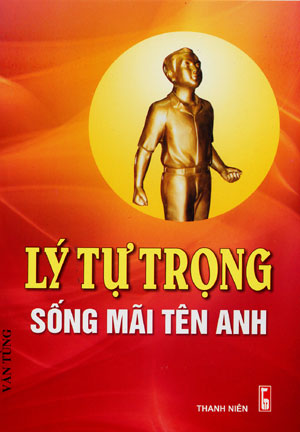 LÝ TỰ TRỌNG
SỐNG MÃI TÊN ANH
VĂN TÙNG
THANH NIÊN